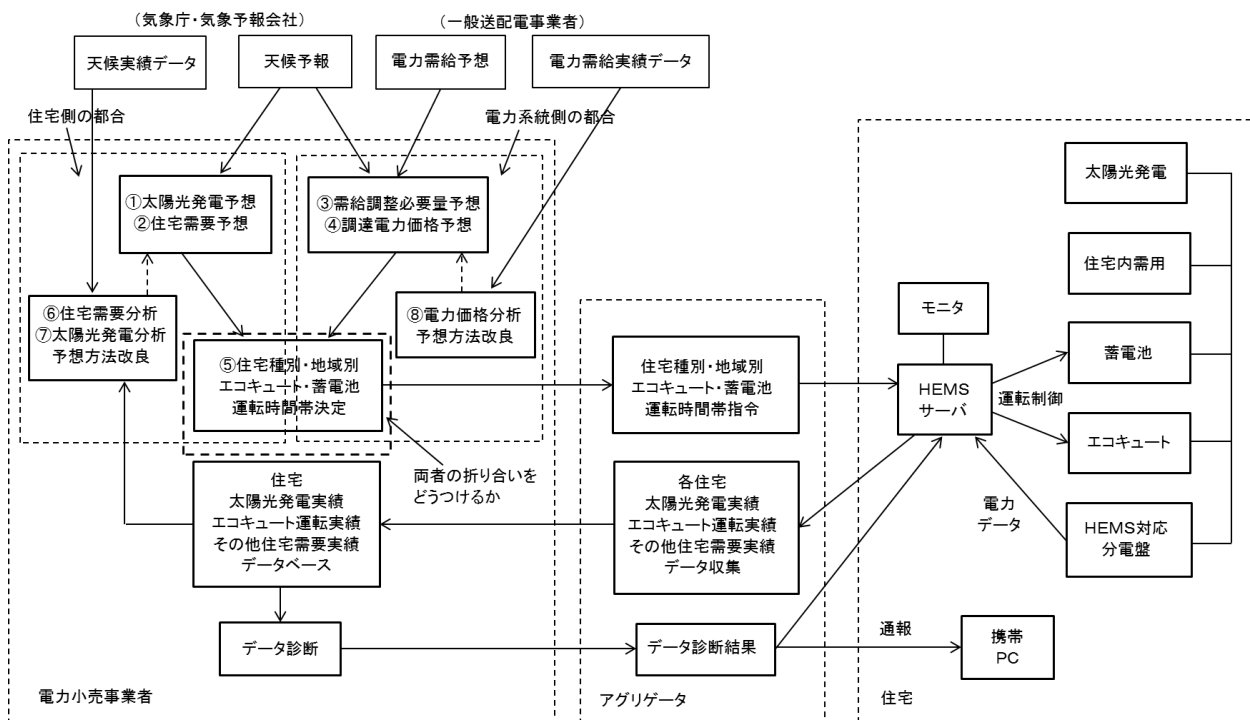 （気象庁・気象予報会社）
（一般送配電事業者）
天候実績データ
天候予報
電力需給予想
電力需給実績データ
住宅側の都合
電力系統側の都合
①太陽光発電予想
②住宅需要予想
③需給調整必要量予想
④調達電力価格予想
⑥住宅需要分析
⑦太陽光発電分析
予想方法改良
⑧電力価格分析
予想方法改良
⑤住宅種別・地域別
エコキュート・蓄電池
運転時間帯決定
両者の折り合いを
どうつけるか
住宅
太陽光発電実績
エコキュート運転実績
その他住宅需要実績
データベース
データ診断
電力小売事業者
住宅種別・地域別
エコキュート・蓄電池
運転時間帯指令
各住宅
太陽光発電実績
エコキュート運転実績
その他住宅需要実績
データ収集
データ診断結果
アグリゲータ
モニタ
HEMS
サーバ
運転制御
電力
データ
太陽光発電
住宅内需用
蓄電池
エコキュート
HEMS対応
分電盤
通報
携帯
PC
住宅